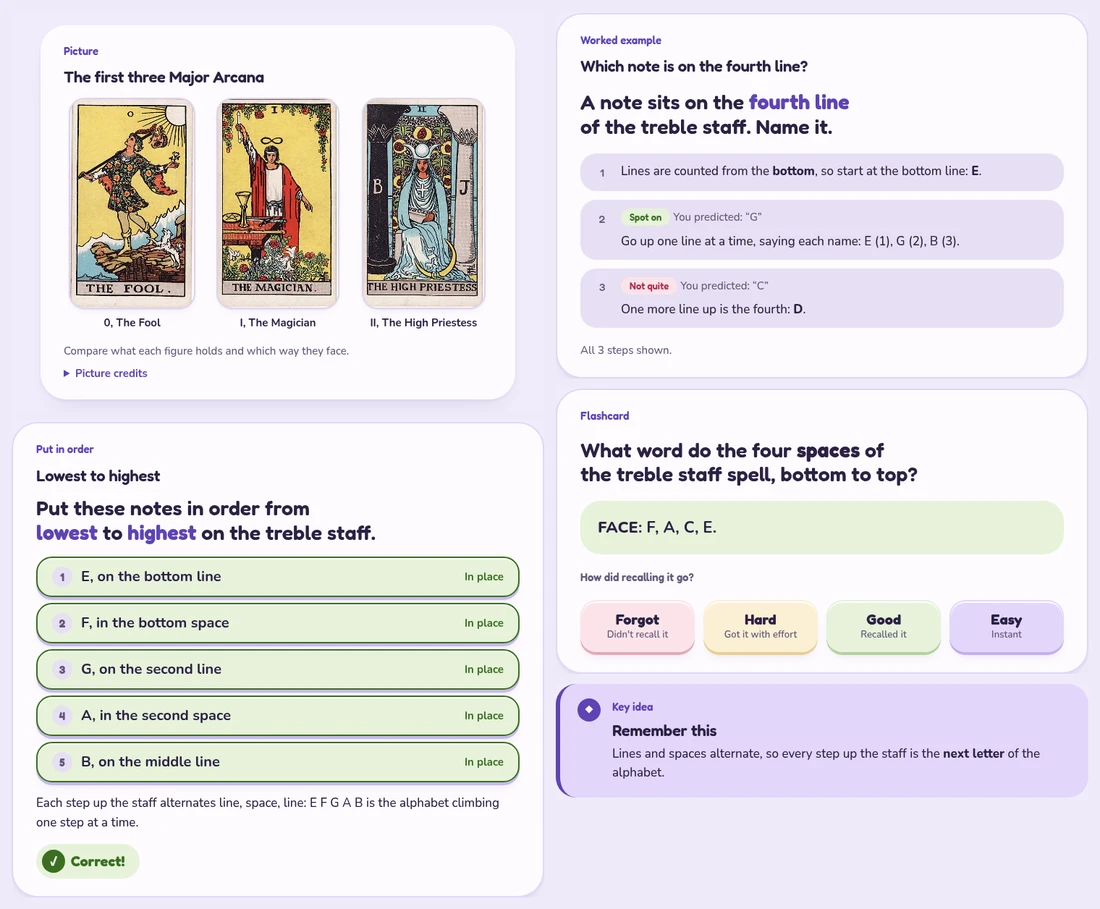 Picture
The first three Major Arcana
0
I
II
B
J
THE FOOL.
THE MAGICIAN.
THE HIGH PRIESTESS
0, The Fool
I, The Magician
II, The High Priestess
Compare what each figure holds and which way they face.
▶ Picture credits
Put in order
Lowest to highest
Put these notes in order from
lowest to highest on the treble staff.
1 E, on the bottom line In place
2 F, in the bottom space In place
3 G, on the second line In place
4 A, in the second space In place
5 B, on the middle line In place
Each step up the staff alternates line, space, line: E F G A B is the alphabet climbing
one step at a time.
✓ Correct!
Worked example
Which note is on the fourth line?
A note sits on the fourth line
of the treble staff. Name it.
1 Lines are counted from the bottom, so start at the bottom line: E.
2 Spot on You predicted: “G”
Go up one line at a time, saying each name: E (1), G (2), B (3).
3 Not quite You predicted: “C”
One more line up is the fourth: D.
All 3 steps shown.
Flashcard
What word do the four spaces of
the treble staff spell, bottom to top?
FACE: F, A, C, E.
How did recalling it go?
Forgot Hard Good Easy
Didn't recall it Got it with effort Recalled it Instant
Key idea
Remember this
Lines and spaces alternate, so every step up the staff is the next letter of the
alphabet.